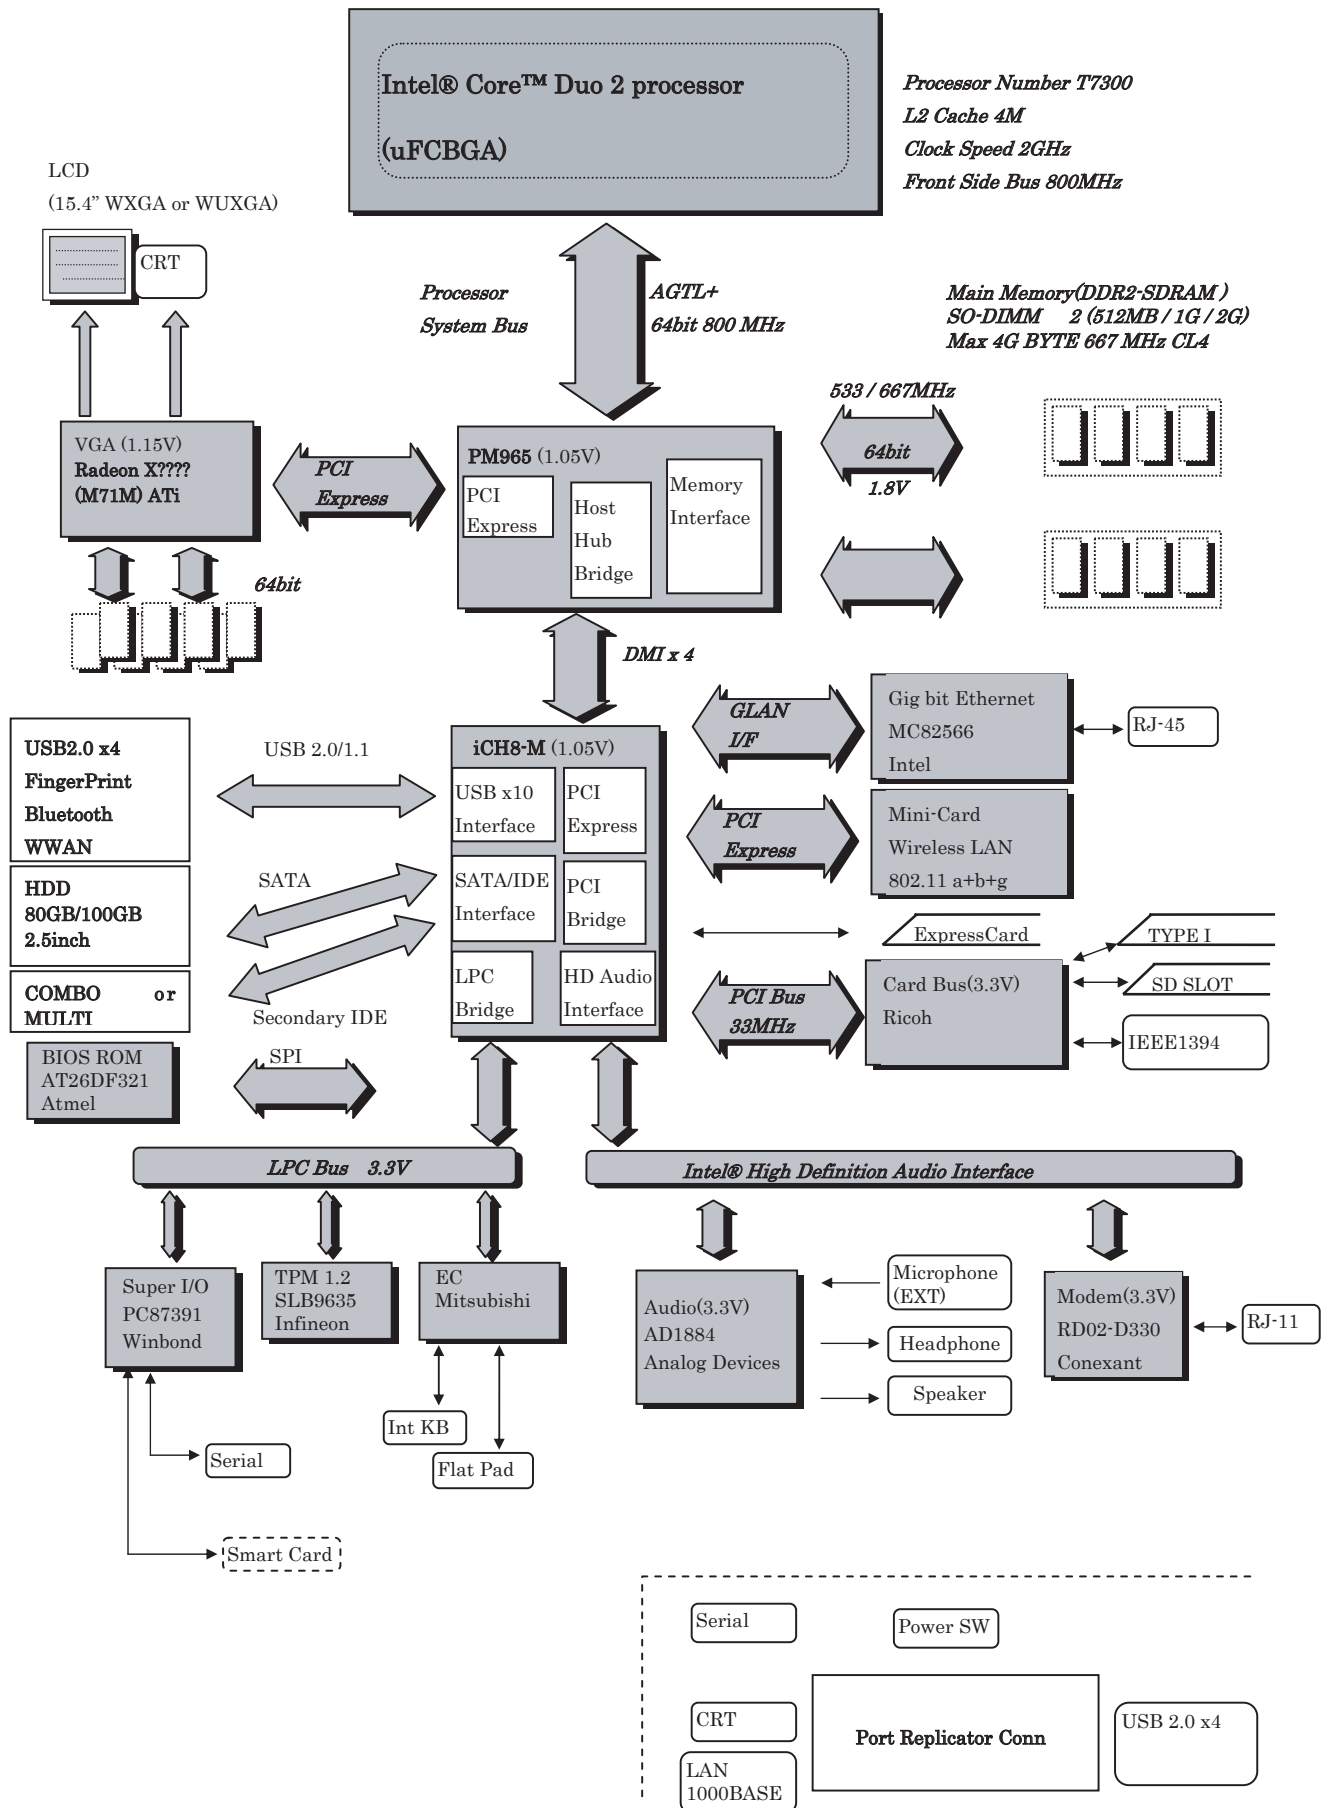 Intel® Core™ Duo 2 processor
(uFCBGA)
Processor Number T7300
L2 Cache 4M
Clock Speed 2GHz
Front Side Bus 800MHz
LCD
(15.4” WXGA or WUXGA)
CRT
Processor
System Bus
AGTL+
64bit 800 MHz
Main Memory(DDR2-SDRAM )
SO-DIMM 2 (512MB / 1G / 2G)
Max 4G BYTE 667 MHz CL4
533 / 667MHz
64bit
1.8V
VGA (1.15V)
Radeon X????
(M71M) ATi
PCI
Express
PM965 (1.05V)
PCI
Express
Host
Hub
Bridge
Memory
Interface
64bit
DMI x 4
GLAN
I/F
Gig bit Ethernet
MC82566
Intel
RJ-45
USB2.0 x4
FingerPrint
Bluetooth
WWAN
USB 2.0/1.1
iCH8-M (1.05V)
USB x10
Interface
PCI
Express
SATA/IDE
Interface
PCI
Bridge
LPC
Bridge
HD Audio
Interface
PCI
Express
Mini-Card
Wireless LAN
802.11 a+b+g
HDD
80GB/100GB
2.5inch
SATA
ExpressCard
TYPE I
COMBO or
MULTI
Secondary IDE
PCI Bus
33MHz
Card Bus(3.3V)
Ricoh
SD SLOT
IEEE1394
BIOS ROM
AT26DF321
Atmel
SPI
LPC Bus 3.3V
Intel® High Definition Audio Interface
Super I/O
PC87391
Winbond
TPM 1.2
SLB9635
Infineon
EC
Mitsubishi
Audio(3.3V)
AD1884
Analog Devices
Microphone
(EXT)
Headphone
Speaker
Modem(3.3V)
RD02-D330
Conexant
RJ-11
Int KB
Flat Pad
Serial
Smart Card
Serial
Power SW
CRT
Port Replicator Conn
USB 2.0 x4
LAN
1000BASE